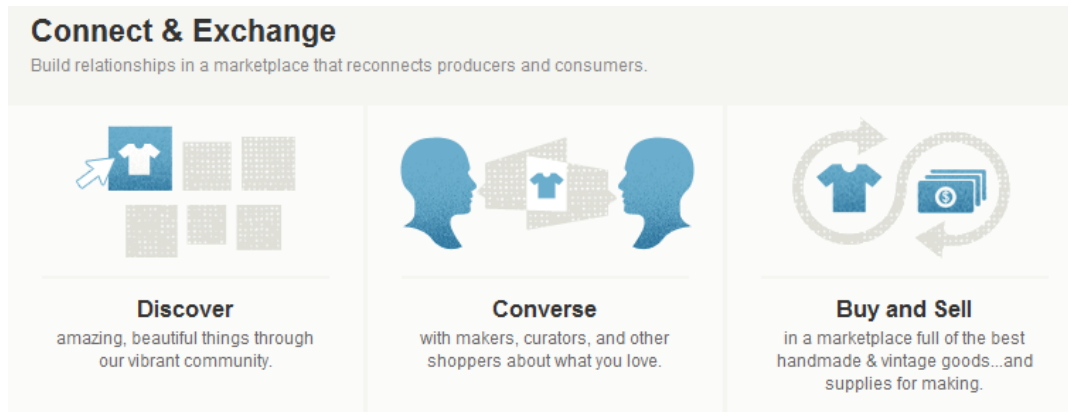 Connect & Exchange
Build relationships in a marketplace that reconnects producers and consumers.
Discover
amazing, beautiful things through
our vibrant community.
Converse
with makers, curators, and other
shoppers about what you love.
$
Buy and Sell
in a marketplace full of the best
handmade & vintage goods...and
supplies for making.